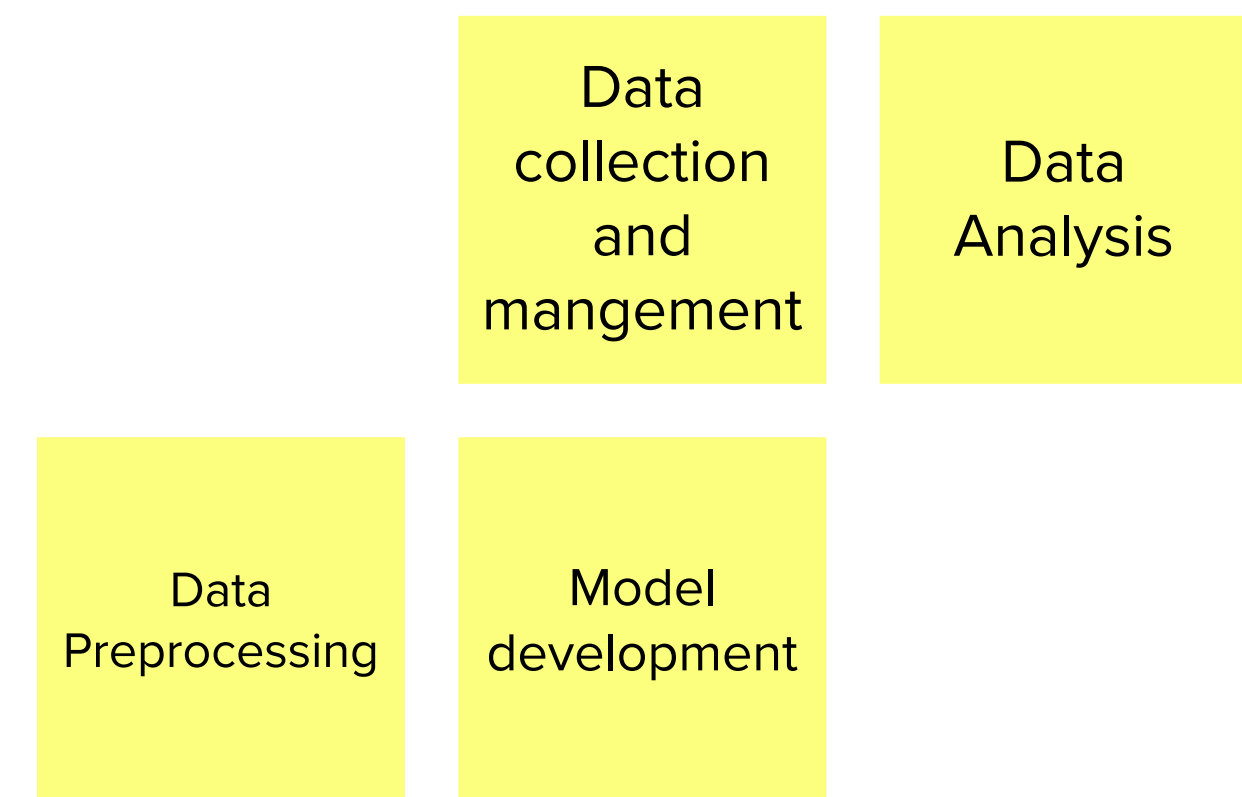 Data
collection
and
mangement
Data
Analysis
Data
Preprocessing
Model
development